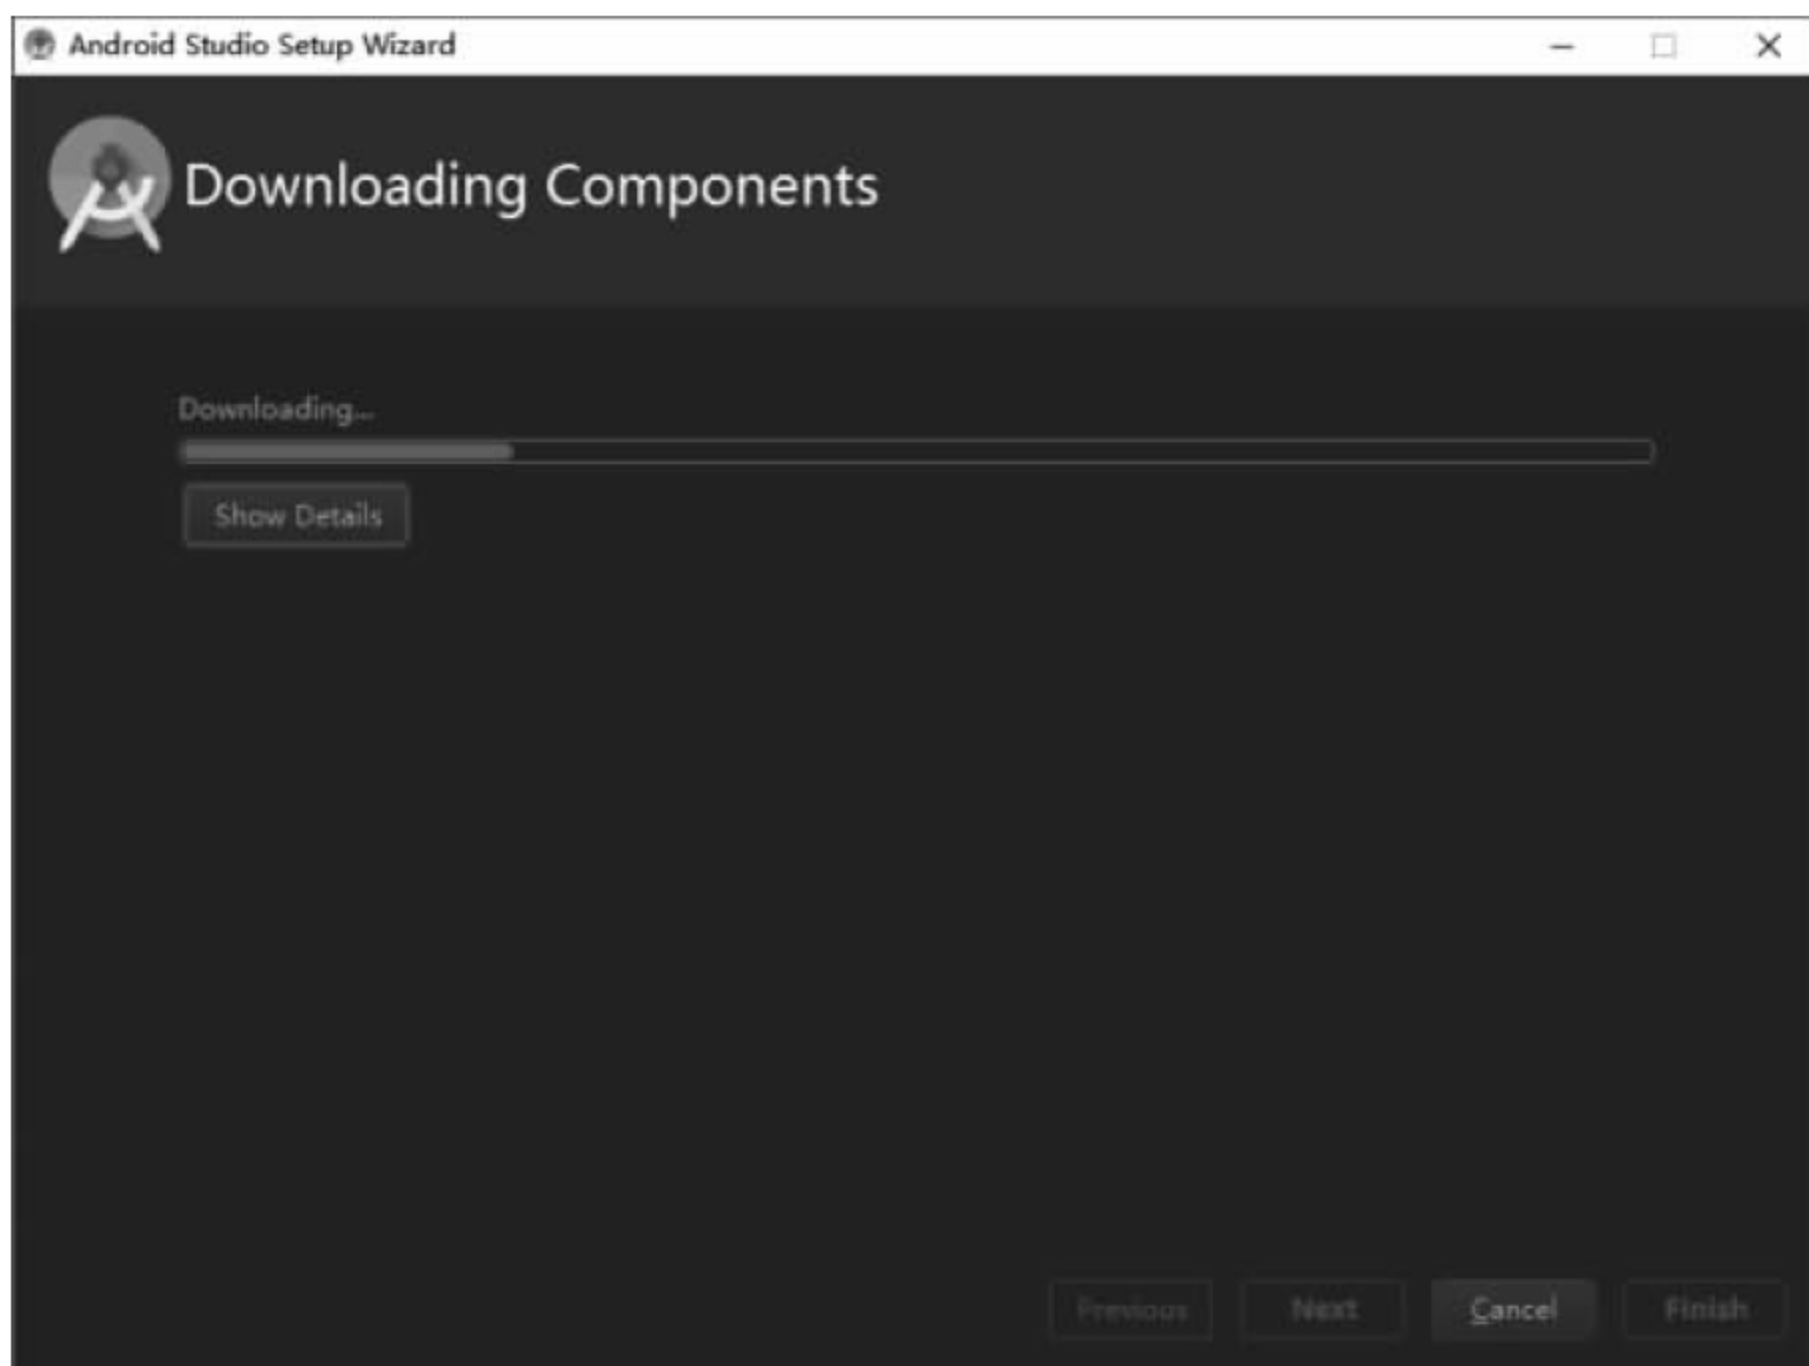 Android Studio Setup Wizard
Downloading Components
Downloading...
Show Details
Previous Next Cancel Finish